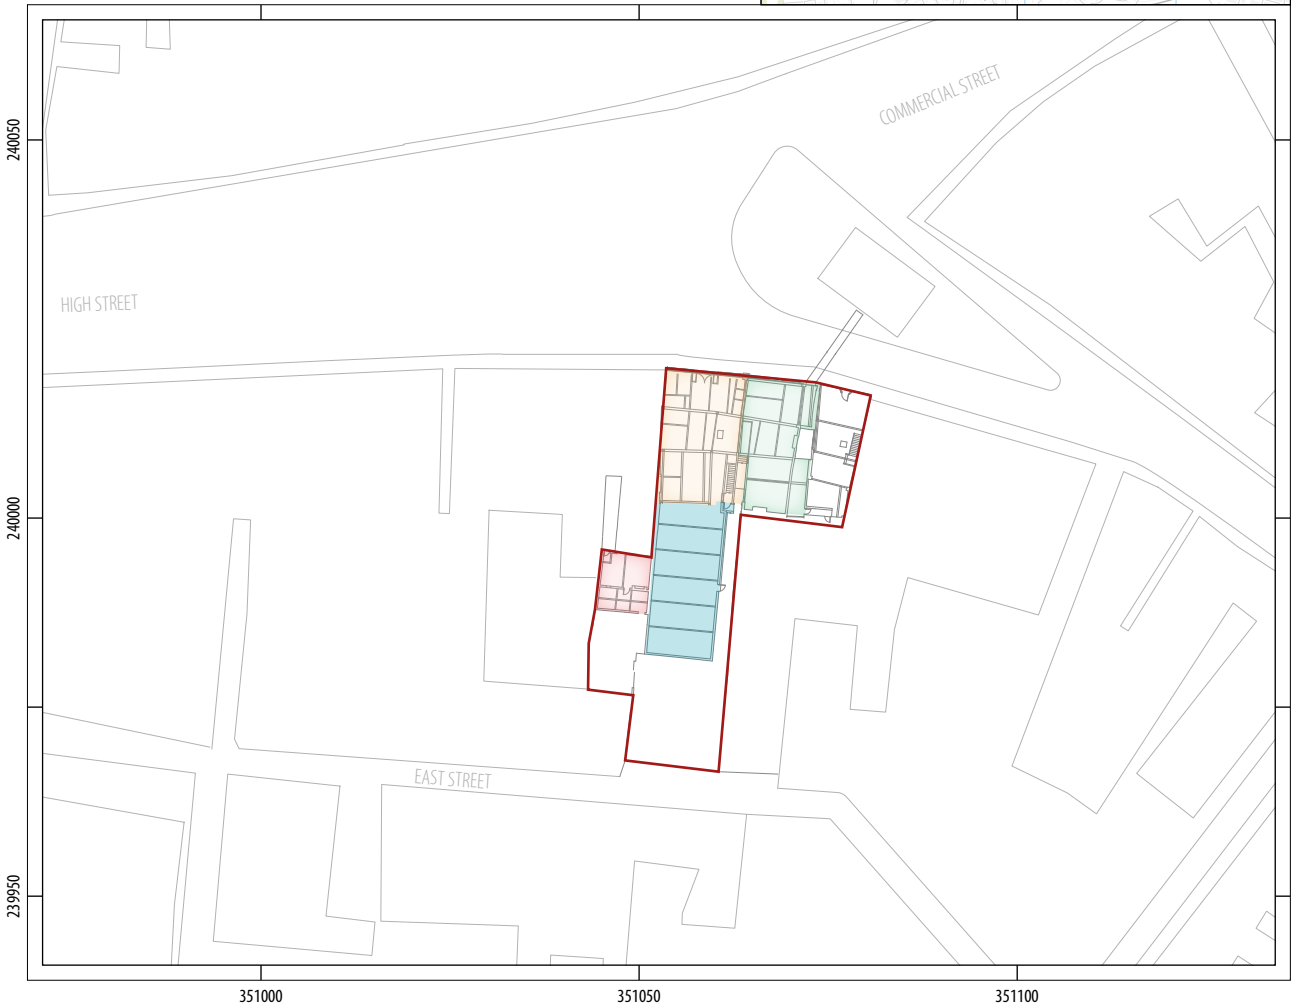 COMMERCIAL STREET
240050
HIGH STREET
240000
EAST STREET
239950
351000
351050
351100